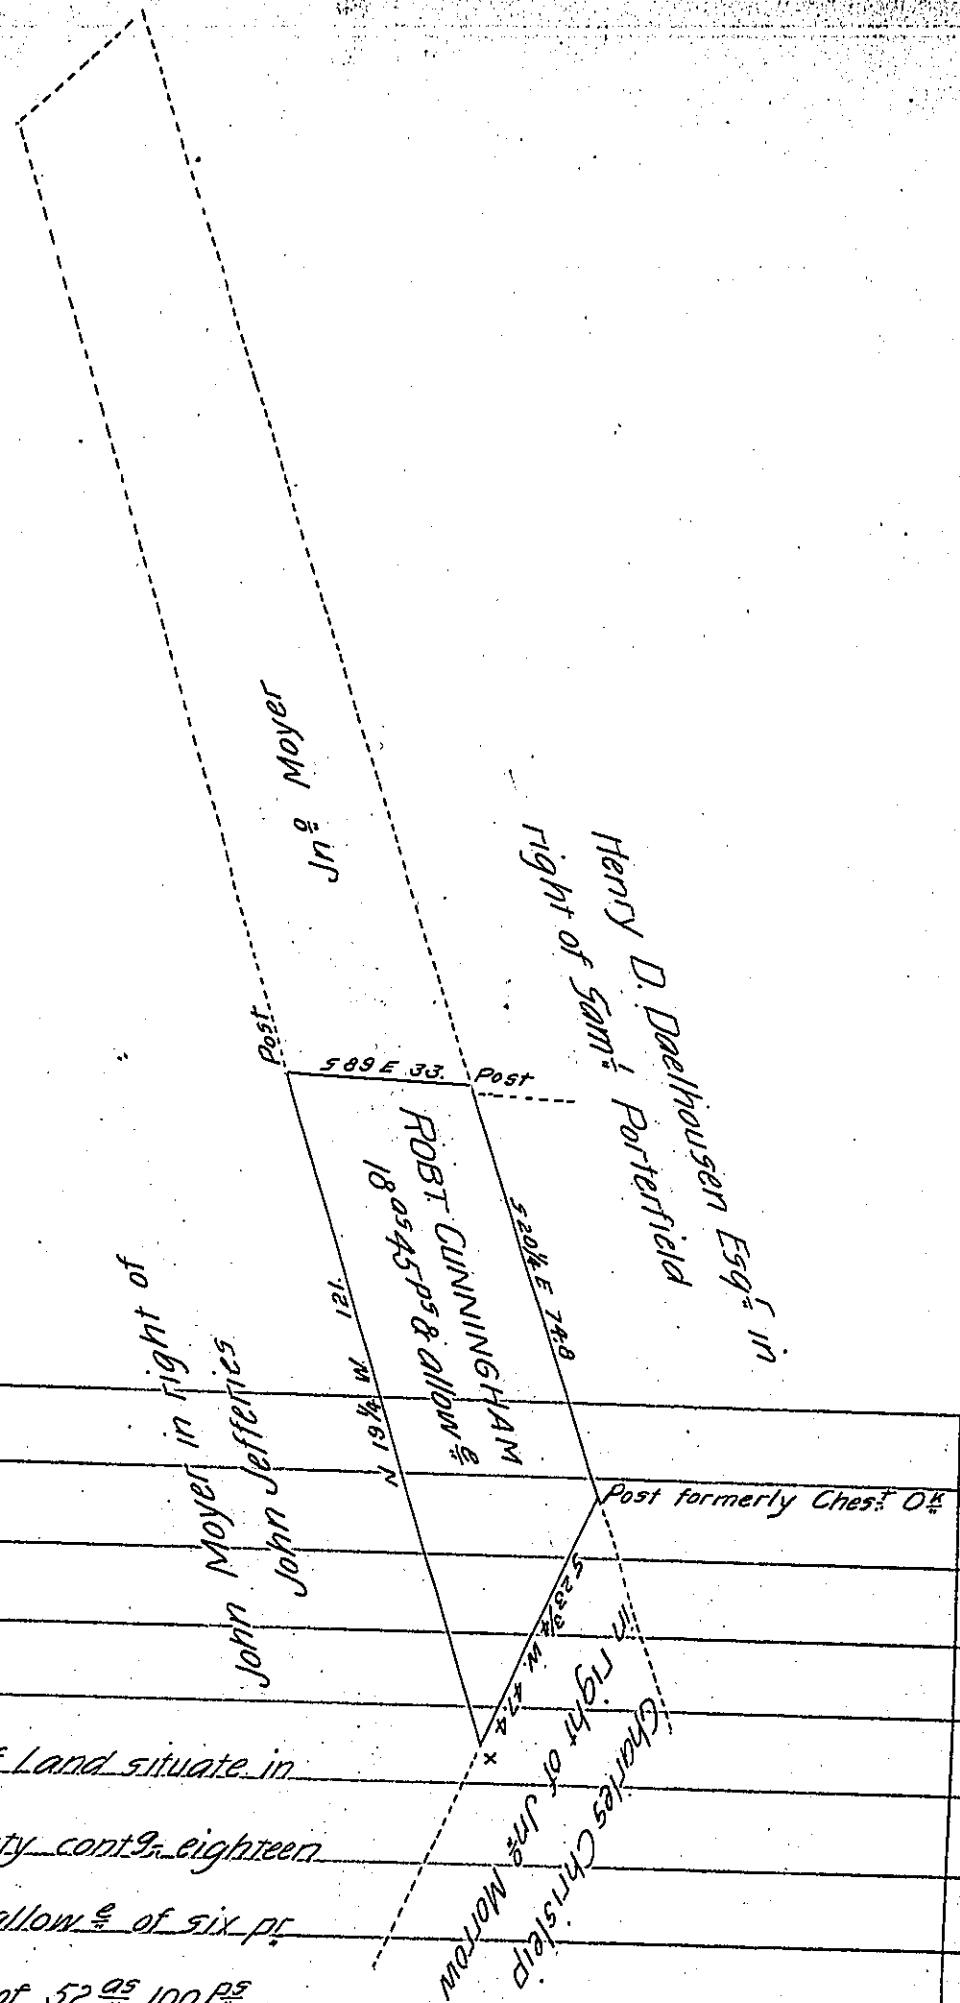 Jnº Moyer
Henry D. Daelhousen Esqr in
right of Saml Porterfield
Post
S 89 E 33.
Post
ROBT. CUNNINGHAM
18 as 45 ps & allowe
S 20¼ E 74.8
N 19¼ W. 121.
John Moyer in right of
John Jefferies
Post formerly Chest Ok
S 23¾ W. 47.4
x
Charles Chrisleip
in right of Jnº Morrow
Land situate in
contg eighteen
allowe of six pr
of 52 as 100 Ps